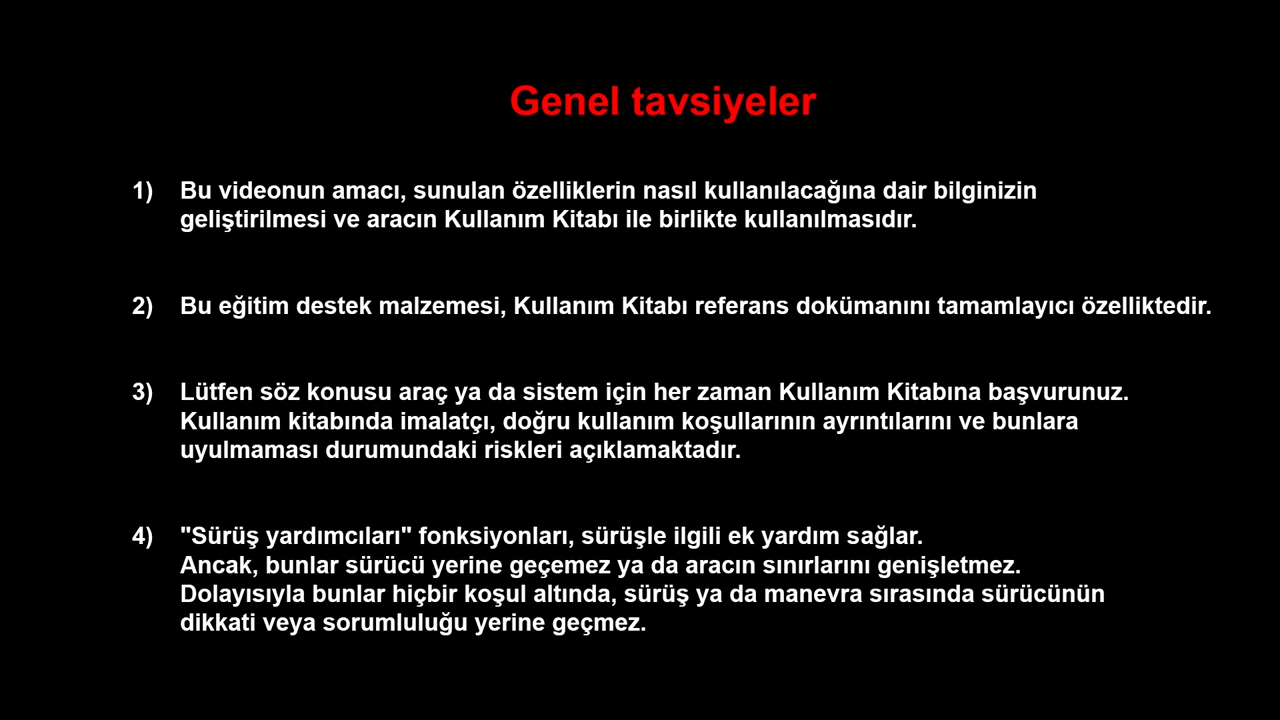 Genel tavsiyeler
1) Bu videonun amacı, sunulan özelliklerin nasıl kullanılacağına dair bilginizin
geliştirilmesi ve aracın Kullanım Kitabı ile birlikte kullanılmasıdır.
2) Bu eğitim destek malzemesi, Kullanım Kitabı referans dokümanını tamamlayıcı özelliktedir.
3) Lütfen söz konusu araç ya da sistem için her zaman Kullanım Kitabına başvurunuz.
Kullanım kitabında imalatçı, doğru kullanım koşullarının ayrıntılarını ve bunlara
uyulmaması durumundaki riskleri açıklamaktadır.
4) "Sürüş yardımcıları" fonksiyonları, sürüşle ilgili ek yardım sağlar.
Ancak, bunlar sürücü yerine geçemez ya da aracın sınırlarını genişletmez.
Dolayısıyla bunlar hiçbir koşul altında, sürüş ya da manevra sırasında sürücünün
dikkati veya sorumluluğu yerine geçmez.